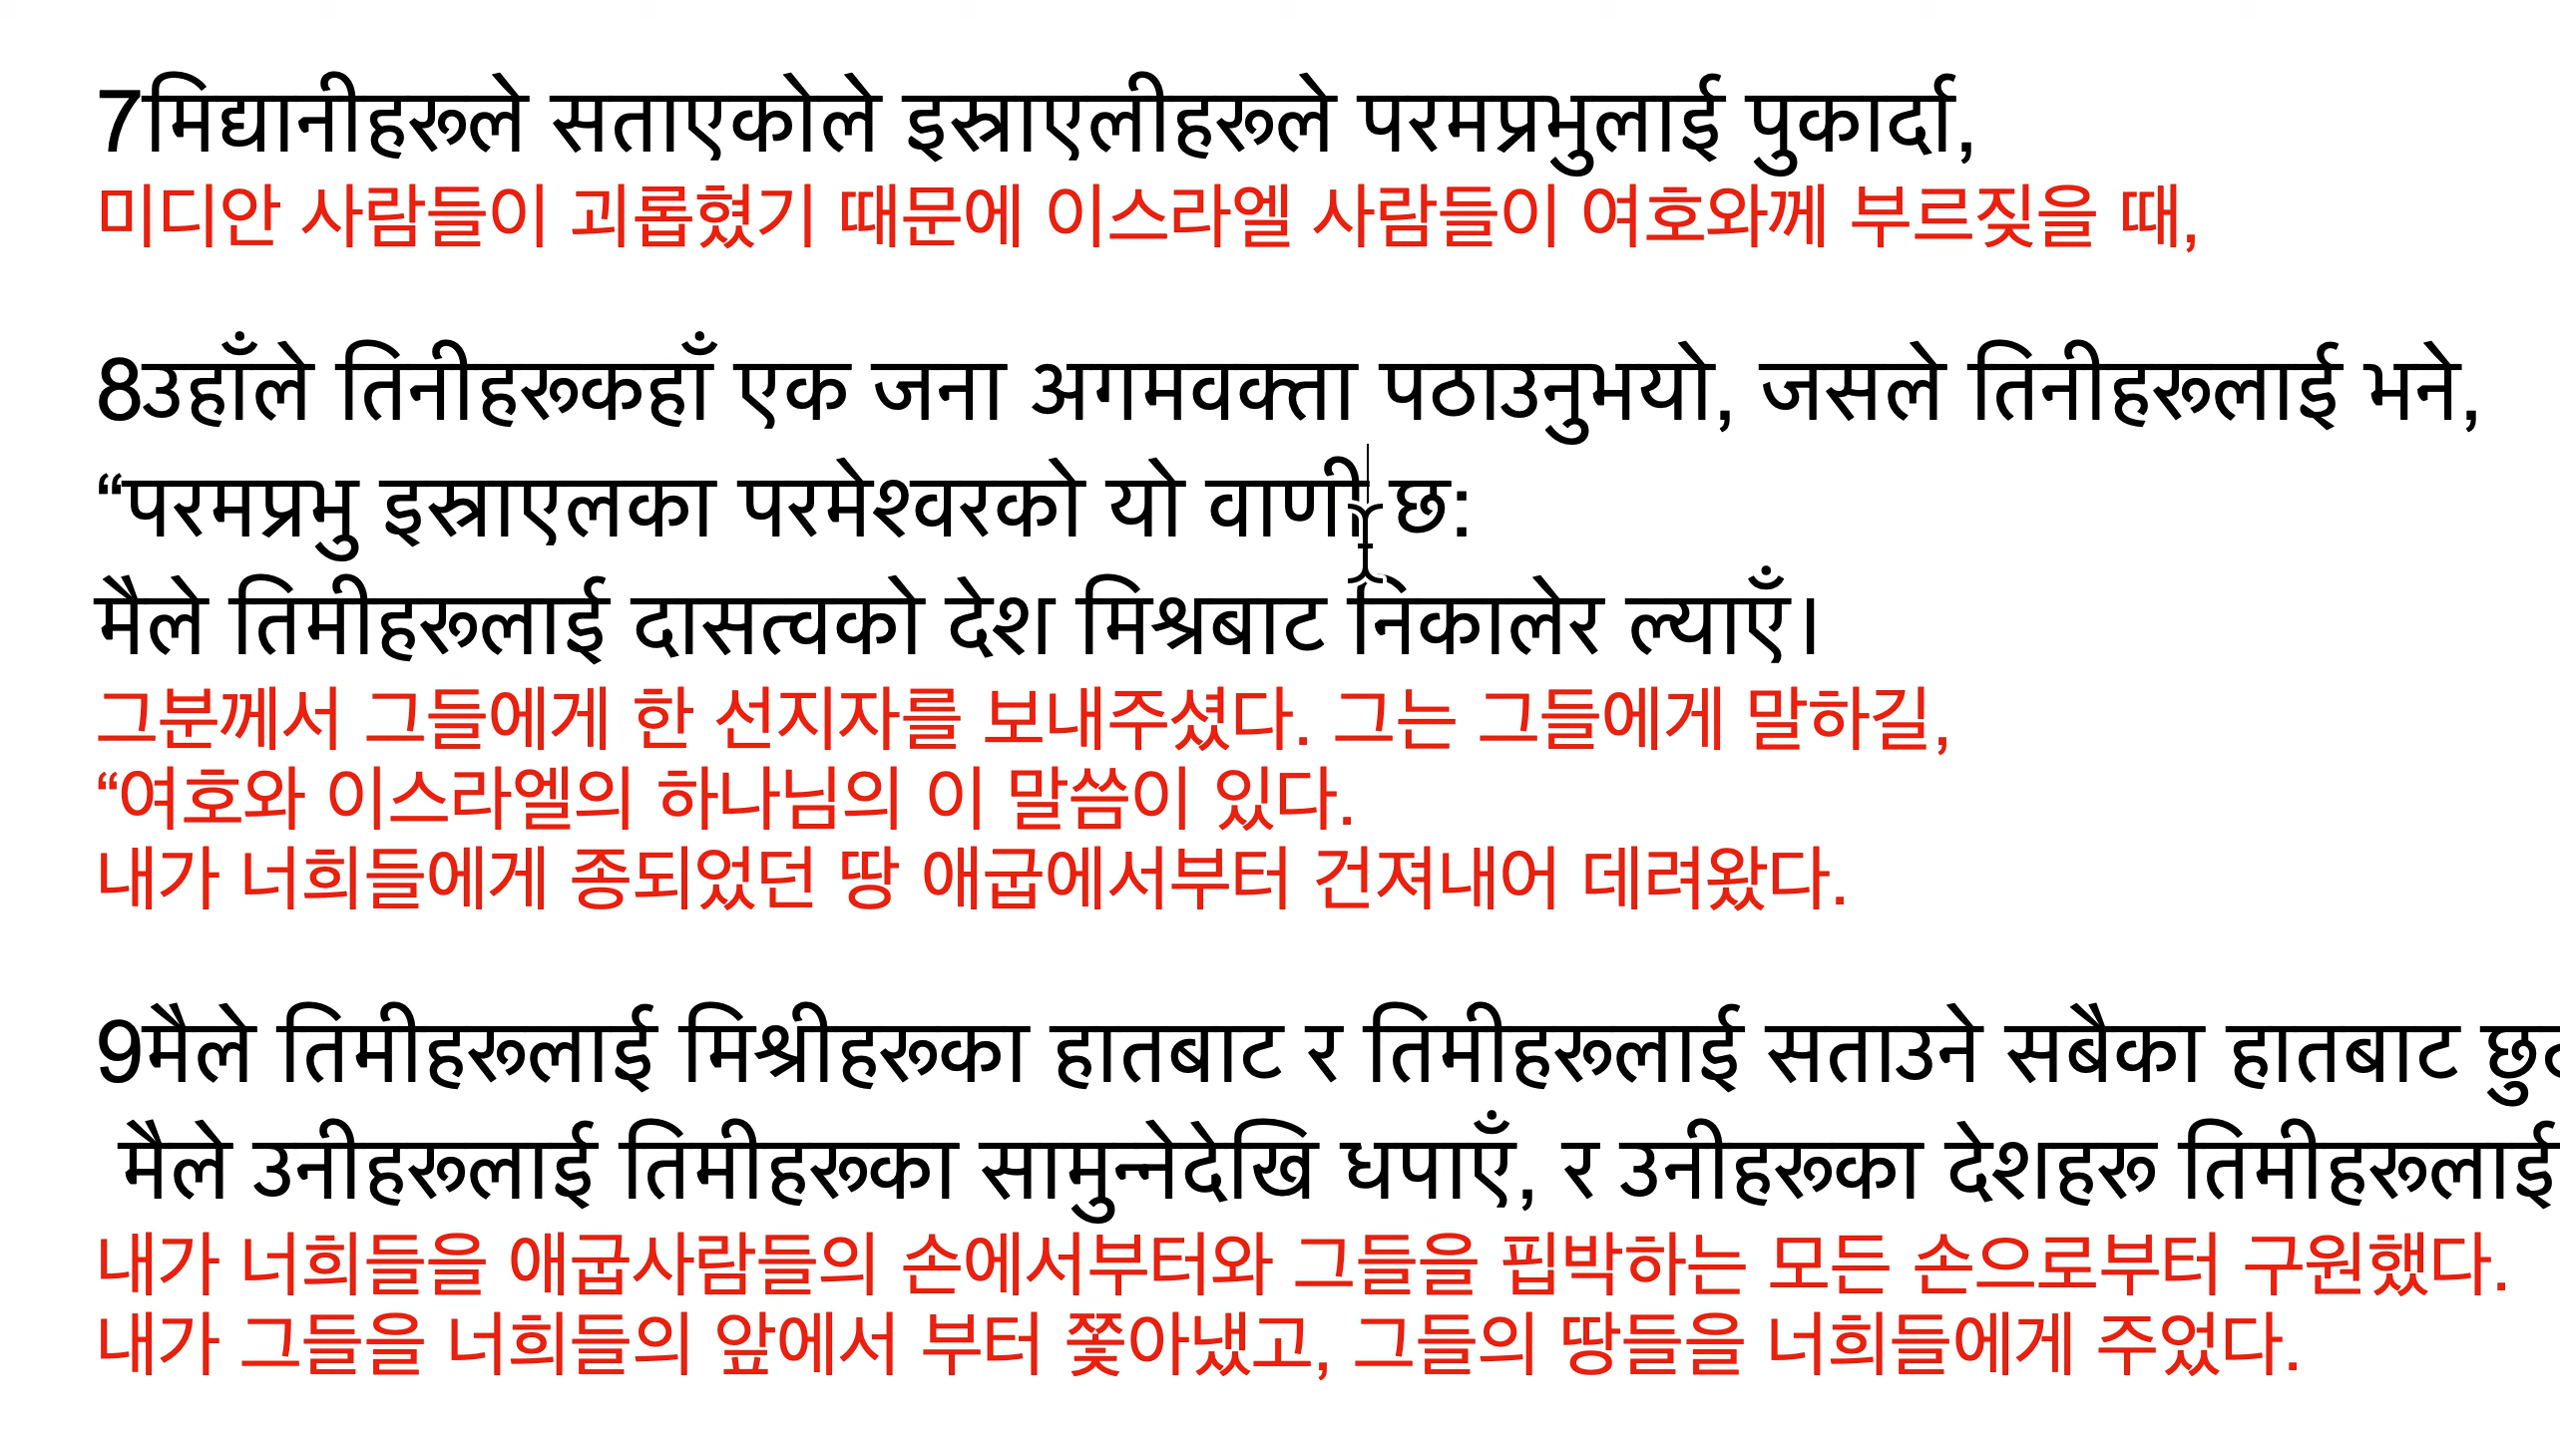 7मिद्यानीहरूले सताएकोले इस्राएलीहरूले परमप्रभुलाई पुकार्दा,
미디안 사람들이 괴롭혔기 때문에 이스라엘 사람들이 여호와께 부르짖을 때,
8उहाँले तिनीहरूकहाँ एक जना अगमवक्ता पठाउनुभयो, जसले तिनीहरूलाई भने,
“परमप्रभु इस्राएलका परमेश्वरको यो वाणी छ:
मैले तिमीहरूलाई दासत्वको देश मिश्रबाट निकालेर ल्याएँ।
그분께서 그들에게 한 선지자를 보내주셨다. 그는 그들에게 말하길,
“여호와 이스라엘의 하나님의 이 말씀이 있다.
내가 너희들에게 종되었던 땅 애굽에서부터 건져내어 데려왔다.
9मैले तिमीहरूलाई मिश्रीहरूका हातबाट र तिमीहरूलाई सताउने सबैका हातबाट
मैले उनीहरूलाई तिमीहरूका सामुन्नेदेखि धपाएँ, र उनीहरूका देशहरू तिमीहरूलाई
내가 너희들을 애굽사람들의 손에서부터와 그들을 핍박하는 모든 손으로부터 구원했다.
내가 그들을 너희들의 앞에서 부터 쫓아냈고, 그들의 땅들을 너희들에게 주었다.